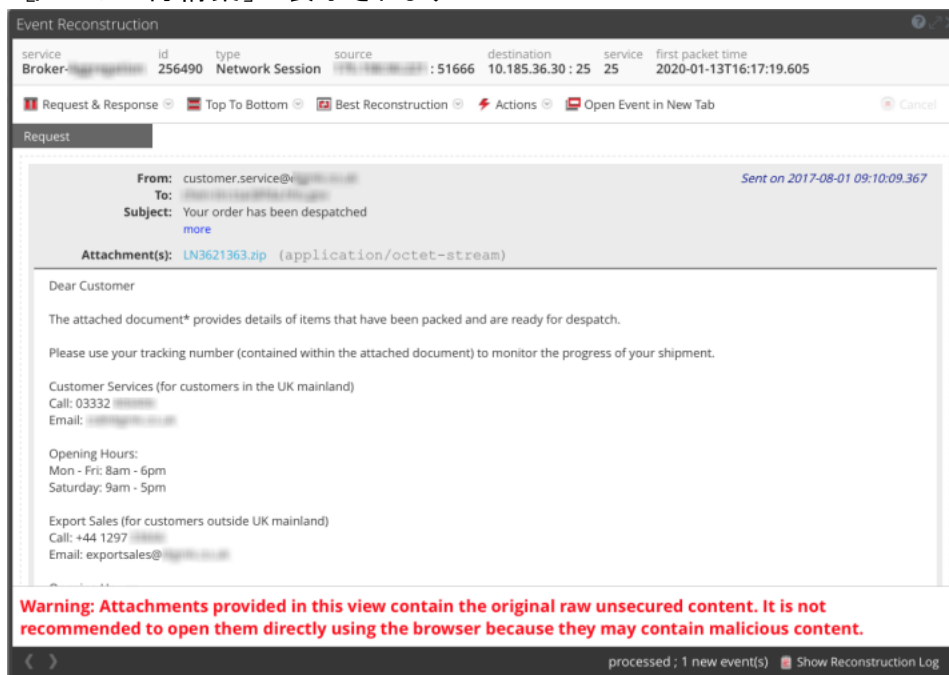 Event Reconstruction
service id type source destination service first packet time
Broker- 256490 Network Session : 51666 10.185.36.30 : 25 25 2020-01-13T16:17:19.605
Request & Response Top To Bottom Best Reconstruction Actions Open Event in New Tab Cancel
Request
From: customer.service@ Sent on 2017-08-01 09:10:09.367
To:
Subject: Your order has been despatched
more
Attachment(s): LN3621363.zip (application/octet-stream)
Dear Customer
The attached document* provides details of items that have been packed and are ready for despatch.
Please use your tracking number (contained within the attached document) to monitor the progress of your shipment.
Customer Services (for customers in the UK mainland)
Call: 03332
Email:
Opening Hours:
Mon - Fri: 8am - 6pm
Saturday: 9am - 5pm
Export Sales (for customers outside UK mainland)
Call: +44 1297
Email: exportsales@
Warning: Attachments provided in this view contain the original raw unsecured content. It is not
recommended to open them directly using the browser because they may contain malicious content.
processed ; 1 new event(s) Show Reconstruction Log